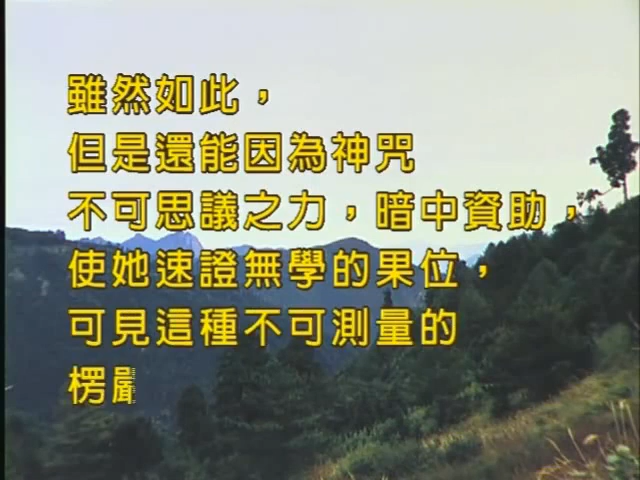 雖然如此，
但是還能因為神咒
不可思議之力，暗中資助，
使她速證無學的果位，
可見這種不可測量的
楞嚴